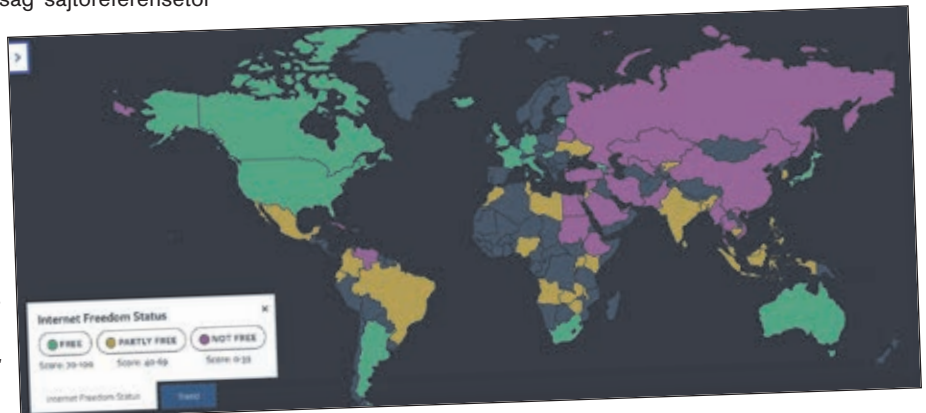 ság sajtóreferensétől
>
Internet Freedom Status
×
FREE
PARTLY FREE
NOT FREE
Score: 70-100
Score: 40-69
Score: 0-39
Internet Freedom Status
Trend